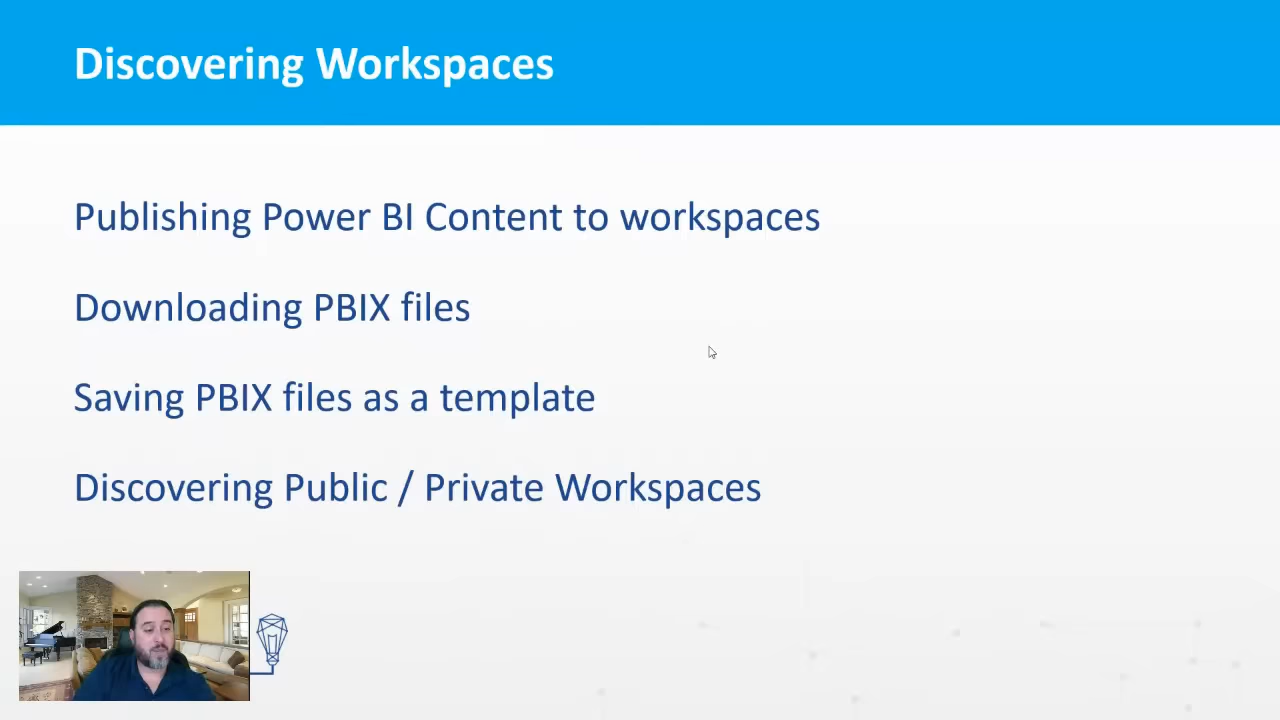 Discovering Workspaces
Publishing Power BI Content to workspaces
Downloading PBIX files
Saving PBIX files as a template
Discovering Public / Private Workspaces